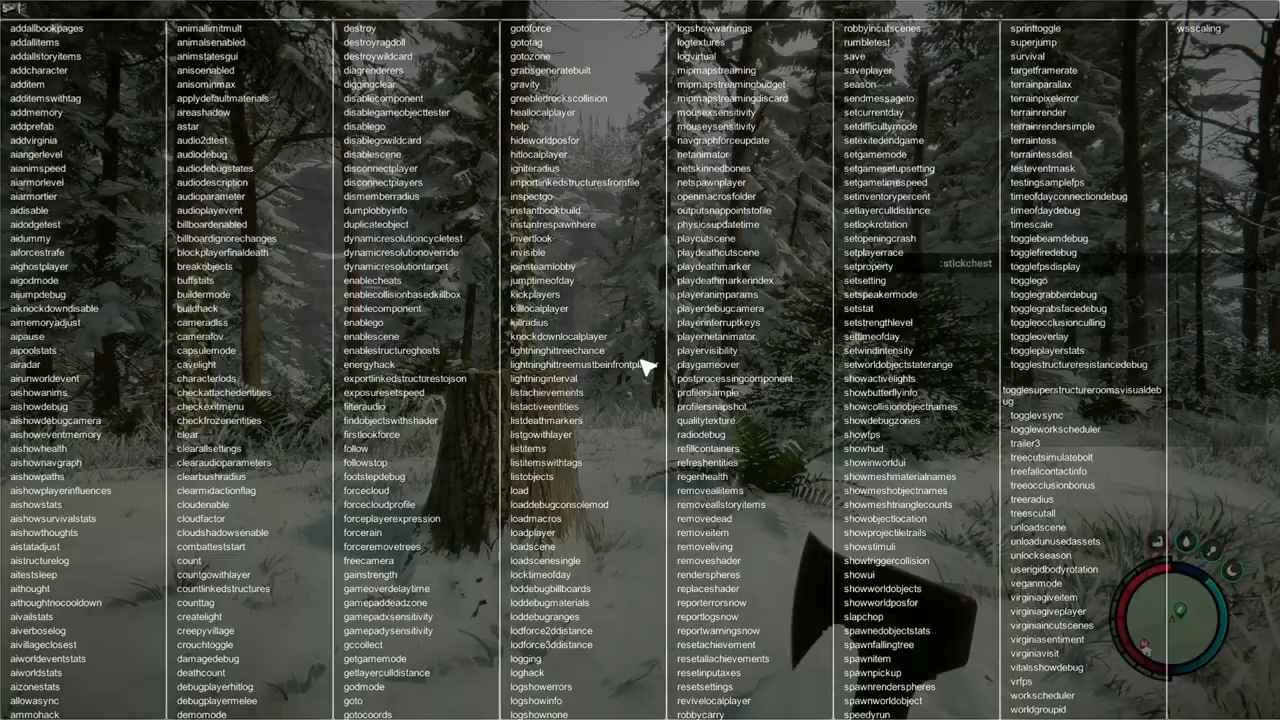 addallbookpages
addallitems
addallstoryitems
addcharacter
additem
additemswithtag
addmemory
addprefab
addvirginia
aiangerlevel
aianimspeed
aiarmorlevel
aiarmortier
aidisable
aidodgetest
aidummy
aiforcestrafe
aighostplayer
aigodmode
aijumpdebug
aiknockdowndisable
aimemoryadjust
aipause
aipoolstats
airadar
airunworldevent
aishowanims
aishowdebug
aishowdebugcamera
aishoweventmemory
aishowhealth
aishownavgraph
aishowpaths
aishowplayerinfluences
aishowstats
aishowsurvivalstats
aishowthoughts
aistatadjust
aistructurelog
aitestsleep
aithought
aithoughtnocooldown
aivailstats
aiverboselog
aivillageclosest
aiworldeventstats
aiworldstats
aizonestats
allowasync
ammohack
animallimitmult
animalsenabled
animstatesgui
anisoenabled
anisominmax
applydefaultmaterials
areashadow
astar
audio2dtest
audiodebug
audiodebugstates
audiodescription
audioparameter
audioplayevent
billboardenabled
billboardignorechanges
blockplayerfinaldeath
breakobjects
buffstats
buildermode
buildhack
cameradlss
camerafov
capsulemode
cavelight
characterlods
checkattachedentities
checkexitmenu
checkfrozenentities
clear
clearallsettings
clearaudioparameters
clearbushradius
clearmidactionflag
cloudenable
cloudfactor
cloudshadowsenable
combatteststart
count
countgowithlayer
countlinkedstructures
counttag
createlight
creepyvillage
crouchtoggle
damagedebug
deathcount
debugplayerhitlog
debugplayermelee
demomode
destroy
destroyragdoll
destroywildcard
diagrenderers
diggingclear
disablecomponent
disablegameobjecttester
disablego
disablegowildcard
disablescene
disconnectplayer
disconnectplayers
dismemberradius
dumplobbyinfo
duplicateobject
dynamicresolutioncycletest
dynamicresolutionoverride
dynamicresolutiontarget
enablecheats
enablecollisionbasedkillbox
enablecomponent
enablego
enablescene
enablestructureghosts
energyhack
exportlinkedstructurestojson
exposuresetspeed
filteraudio
findobjectswithshader
firstlookforce
follow
followstop
footstepdebug
forcecloud
forcecloudprofile
forceplayerexpression
forcerain
forceremovetrees
freecamera
gainstrength
gameoverdelaytime
gamepaddeadzone
gamepadxsensitivity
gamepadysensitivity
gccollect
getgamemode
getlayerculldistance
godmode
goto
gotocoords
gotoforce
gototag
gotozone
grabsgeneratebuilt
gravity
greebledrockscollision
heallocalplayer
help
hideworldposfor
hitlocalplayer
igniteradius
importlinkedstructuresfromfile
inspectgo
instantbookbuild
instantrespawnhere
invertlook
invisible
joinsteamlobby
jumptimeofday
kickplayers
killlocalplayer
killradius
knockdownlocalplayer
lightninghittreechance
lightninghittreemustbeinfrontpla
lightninginterval
listachievements
listactiveentities
listdeathmarkers
listgowithlayer
listitems
listitemswithtags
listobjects
load
loaddebugconsolemod
loadmacros
loadplayer
loadscene
loadscenesingle
locktimeofday
loddebugbillboards
loddebugmaterials
loddebugranges
lodforce2ddistance
lodforce3ddistance
logging
loghack
logshowerrors
logshowinfo
logshownone
logshowwarnings
logtextures
logvirtual
mipmapstreaming
mipmapstreamingbudget
mipmapstreamingdiscard
mousexsensitivity
mouseysensitivity
navgraphforceupdate
netanimator
netskinnedbones
netspawnplayer
openmacrosfolder
outputsnappointstofile
physicsupdatetime
playcutscene
playdeathcutscene
playdeathmarker
playdeathmarkerindex
playeranimparams
playerdebugcamera
playerinterruptkeys
playernetanimator
playervisibility
playgameover
postprocessingcomponent
profilersample
profilersnapshot
qualitytexture
radiodebug
refillcontainers
refreshentities
regenhealth
removeallitems
removeallstoryitems
removedead
removeitem
removeliving
removeshader
renderspheres
replaceshader
reporterrorsnow
reportlogsnow
reportwarningsnow
resetachievement
resetallachievements
resetinputaxes
resetsettings
revivelocalplayer
robbycarry
robbyincutscenes
rumbletest
save
saveplayer
season
sendmessageto
setcurrentday
setdifficultymode
setexitedendgame
setgamemode
setgamesetupsetting
setgametimespeed
setinventorypercent
setlayerculldistance
setlookrotation
setopeningcrash
setplayerrace
setproperty
setsetting
setspeakermode
setstat
setstrengthlevel
settimeofday
setwindintensity
setworldobjectstaterange
showactivelights
showbutterflyinfo
showcollisionobjectnames
showdebugzones
showfps
showhud
showinworldui
showmeshmaterialnames
showmeshobjectnames
showmeshtrianglecounts
showobjectlocation
showprojectiletrails
showstimuli
showtriggercollision
showui
showworldobjects
showworldposfor
slapchop
spawnedobjectstats
spawnfallingtree
spawnitem
spawnpickup
spawnrenderspheres
spawnworldobject
speedyrun
:stickchest
sprinttoggle
superjump
survival
targetframerate
terrainparallax
terrainpixelerror
terrainrender
terrainrendersimple
terraintess
terraintessdist
testeventmask
testingsamplefps
timeofdayconnectiondebug
timeofdaydebug
timescale
togglebeamdebug
togglefiredebug
togglefpsdisplay
togglego
togglegrabberdebug
togglegrabsfacedebug
toggleocclusionculling
toggleoverlay
toggleplayerstats
togglestructureresistancedebug
togglesuperstructureroomsvisualdeb
ug
togglevsync
toggleworkscheduler
trailer3
treecutsimulatebolt
treefallcontactinfo
treeocclusionbonus
treeradius
treescutall
unloadscene
unloadunusedassets
unlockseason
userigidbodyrotation
veganmode
virginiagiveitem
virginiagiveplayer
virginiaincutscenes
virginiasentiment
virginiavisit
vitalsshowdebug
vrfps
workscheduler
worldgroupid
wsscaling